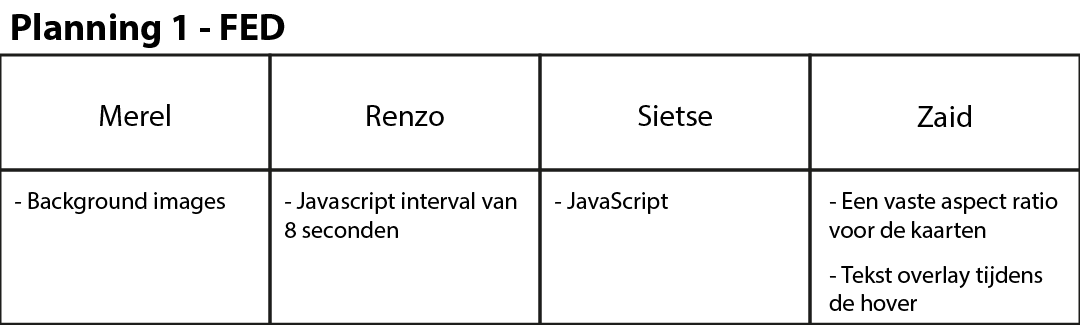 Planning 1 - FED
Merel
Renzo
Sietse
Zaid
- Background images
- Javascript interval van
8 seconden
- JavaScript
- Een vaste aspect ratio
voor de kaarten
- Tekst overlay tijdens
de hover